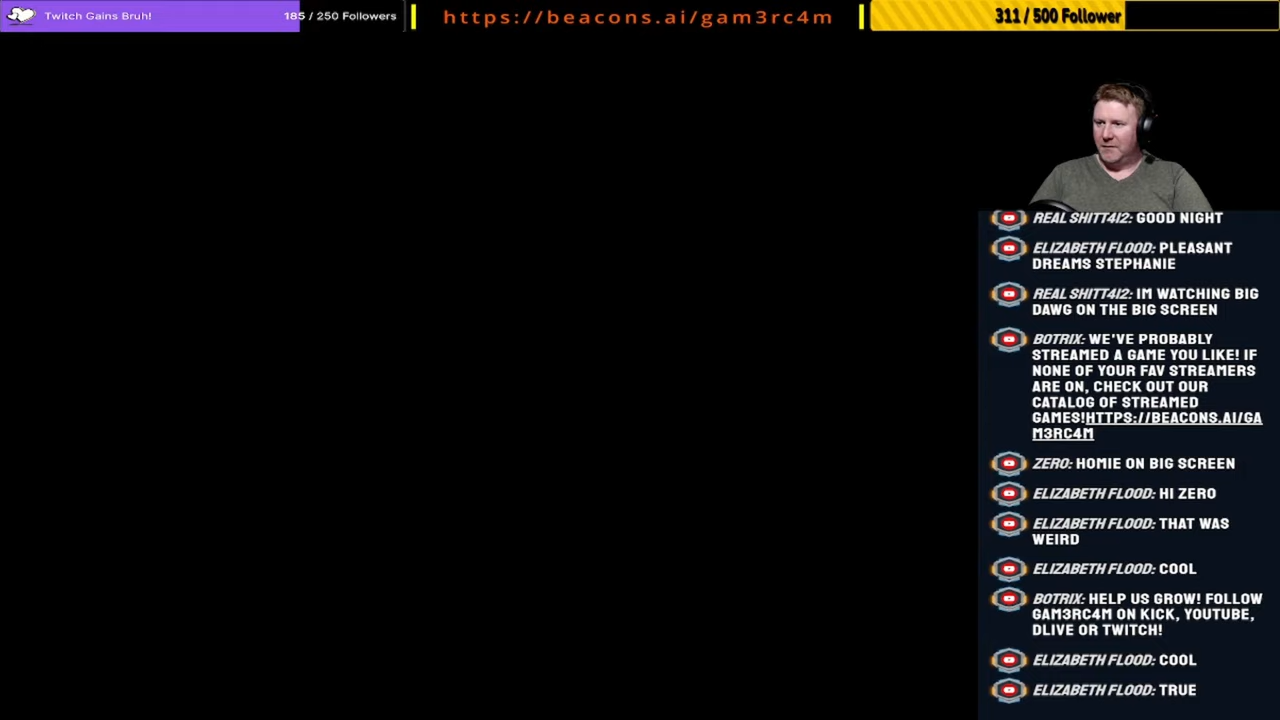 Twitch Gains Bruh! 185 / 250 Followers
https://beacons.ai/gam3rc4m
311 / 500 Follower
REAL SHITT412: GOOD NIGHT
ELIZABETH FLOOD: PLEASANT
DREAMS STEPHANIE
REAL SHITT412: IM WATCHING BIG
DAWG ON THE BIG SCREEN
BOTRIX: WE'VE PROBABLY
STREAMED A GAME YOU LIKE! IF
NONE OF YOUR FAV STREAMERS
ARE ON, CHECK OUT OUR
CATALOG OF STREAMED
GAMES!HTTPS://BEACONS.AI/GA
M3RC4M
ZERO: HOMIE ON BIG SCREEN
ELIZABETH FLOOD: HI ZERO
ELIZABETH FLOOD: THAT WAS
WEIRD
ELIZABETH FLOOD: COOL
BOTRIX: HELP US GROW! FOLLOW
GAM3RC4M ON KICK, YOUTUBE,
DLIVE OR TWITCH!
ELIZABETH FLOOD: COOL
ELIZABETH FLOOD: TRUE